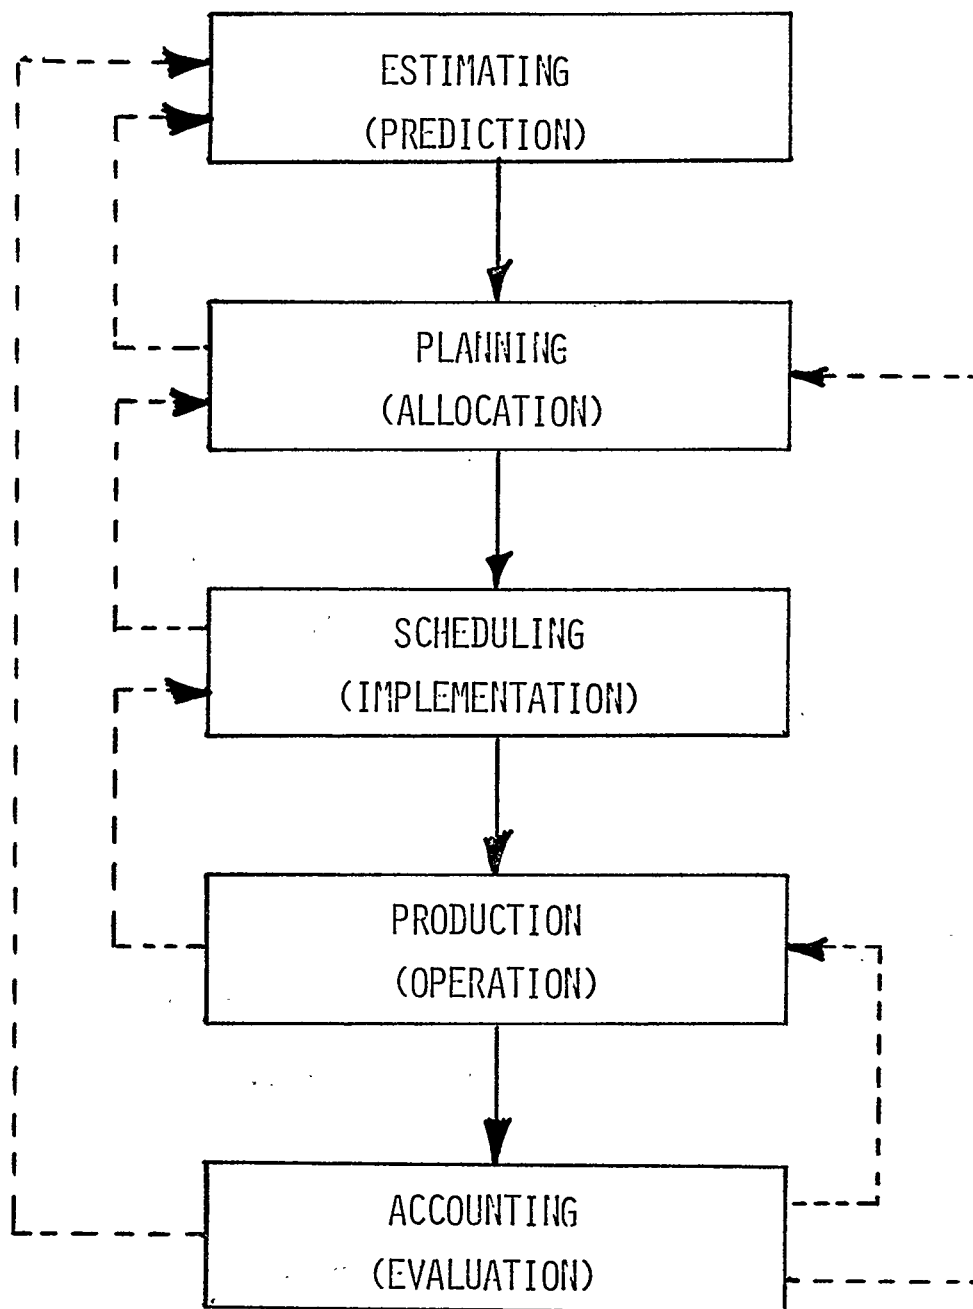 ESTIMATING
(PREDICTION)
PLANNING
(ALLOCATION)
SCHEDULING
(IMPLEMENTATION)
PRODUCTION
(OPERATION)
ACCOUNTING
(EVALUATION)